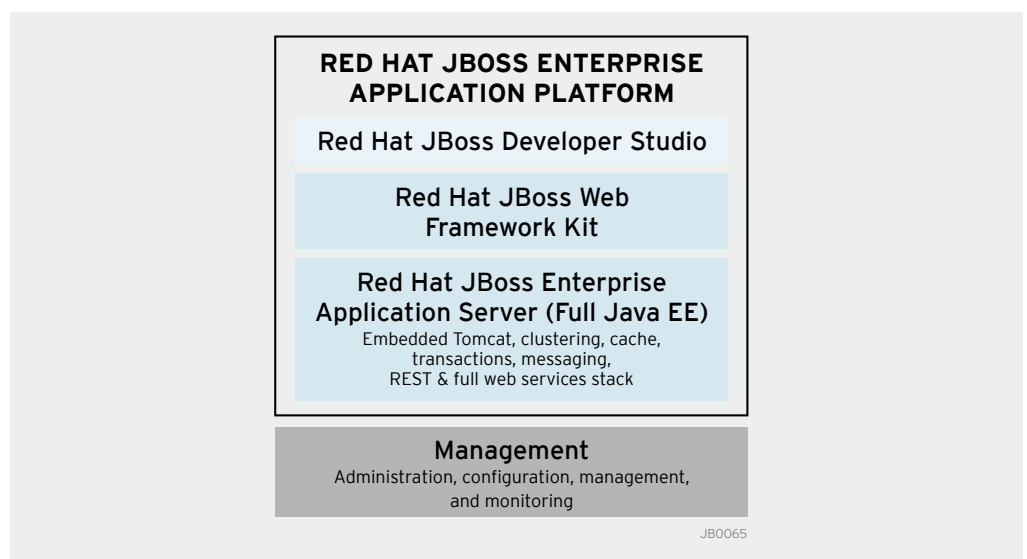 RED HAT JBOSS ENTERPRISE
APPLICATION PLATFORM
Red Hat JBoss Developer Studio
Red Hat JBoss Web
Framework Kit
Red Hat JBoss Enterprise
Application Server (Full Java EE)
Embedded Tomcat, clustering, cache,
transactions, messaging,
REST & full web services stack
Management
Administration, configuration, management,
and monitoring
JB0065